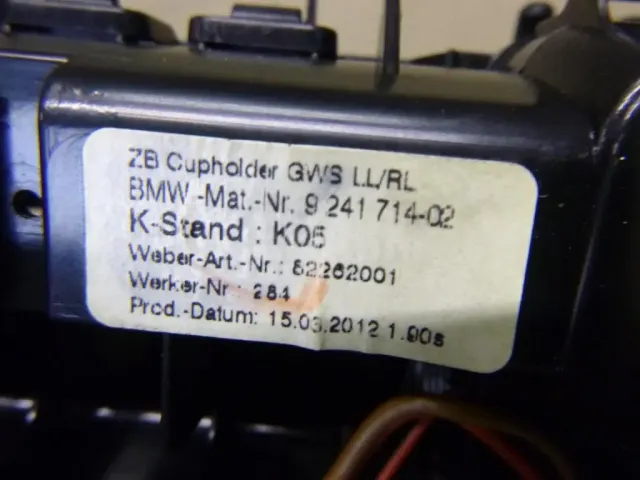 ZB Cupholder GWS LL/RL
BMW -Mat.-Nr. 9 241 714-02
K-Stand : K05
Weber-Art.-Nr.: 82262001
Werker-Nr : 284
Prod.-Datum: 15.03.2012 1.90s